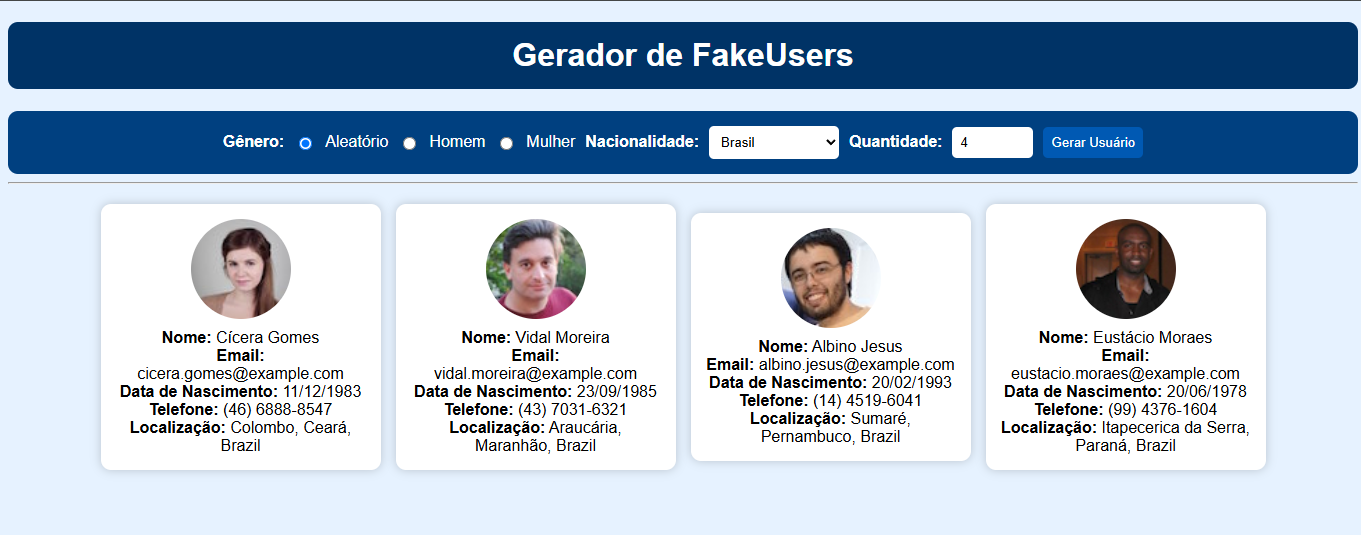 Gerador de FakeUsers
Gênero: Aleatório Homem Mulher Nacionalidade: Brasil Quantidade: 4 Gerar Usuário
Nome: Cícera Gomes
Email:
cicera.gomes@example.com
Data de Nascimento: 11/12/1983
Telefone: (46) 6888-8547
Localização: Colombo, Ceará,
Brazil
Nome: Vidal Moreira
Email:
vidal.moreira@example.com
Data de Nascimento: 23/09/1985
Telefone: (43) 7031-6321
Localização: Araucária,
Maranhão, Brazil
Nome: Albino Jesus
Email: albino.jesus@example.com
Data de Nascimento: 20/02/1993
Telefone: (14) 4519-6041
Localização: Sumaré,
Pernambuco, Brazil
Nome: Eustácio Moraes
Email:
eustacio.moraes@example.com
Data de Nascimento: 20/06/1978
Telefone: (99) 4376-1604
Localização: Itapecerica da Serra,
Paraná, Brazil